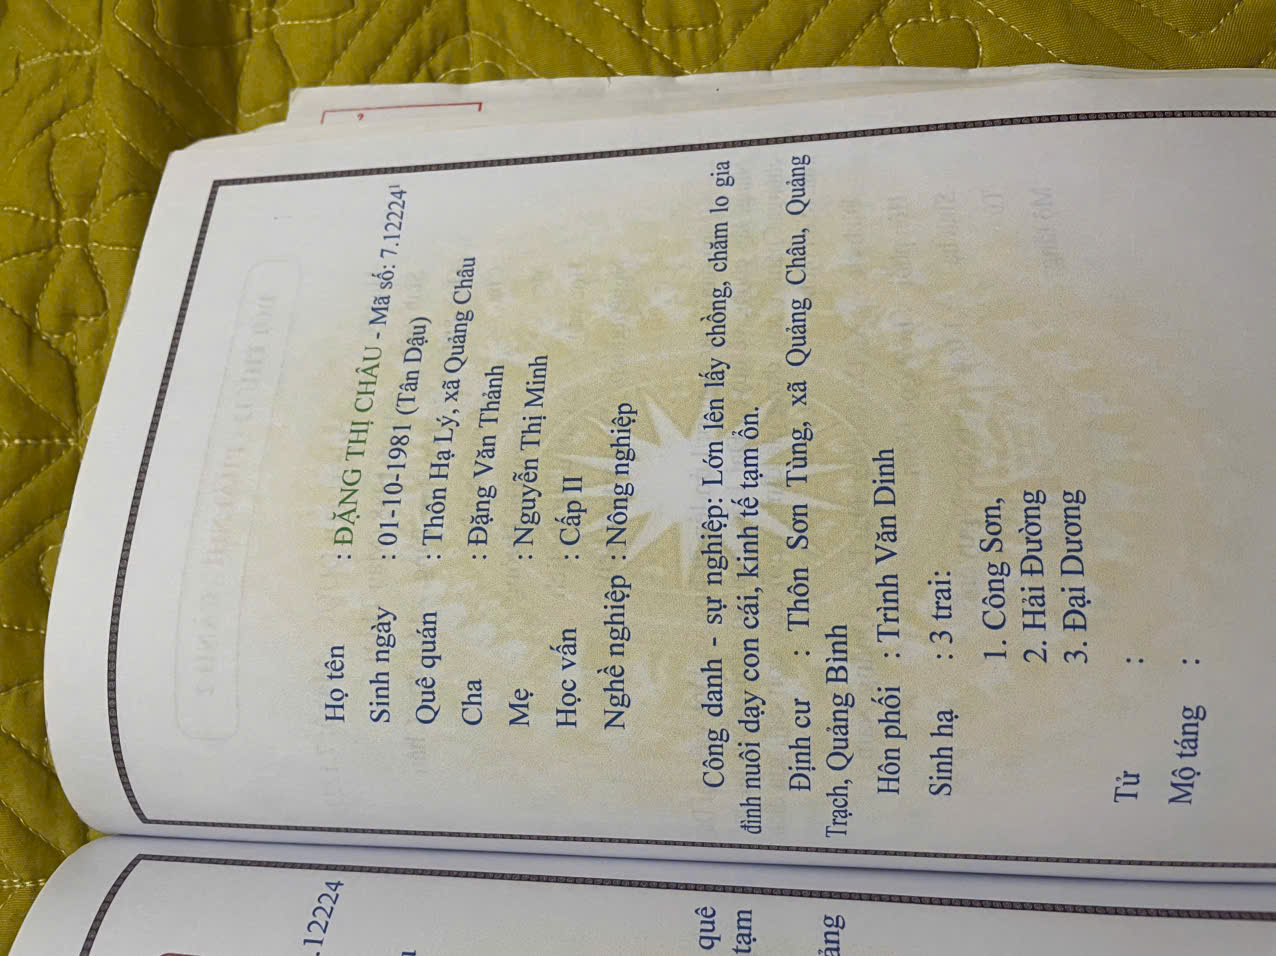 Họ tên : ĐẶNG THỊ CHÂU - Mã số: 7.12224¹
Sinh ngày : 01-10-1981 (Tân Dậu)
Quê quán : Thôn Hạ Lý, xã Quảng Châu
Cha : Đặng Văn Thảnh
Mẹ : Nguyễn Thị Minh
Học vấn : Cấp II
Nghề nghiệp : Nông nghiệp
Công danh - sự nghiệp: Lớn lên lấy chồng, chăm lo gia
đình nuôi dạy con cái, kinh tế tạm ổn.
Định cư : Thôn Sơn Tùng, xã Quảng Châu, Quảng
Trạch, Quảng Bình
Hôn phối : Trình Văn Dinh
Sinh hạ : 3 trai:
1. Công Sơn,
2. Hải Đường
3. Đại Dương
Tử :
Mộ táng :
-12224
quê
tạm